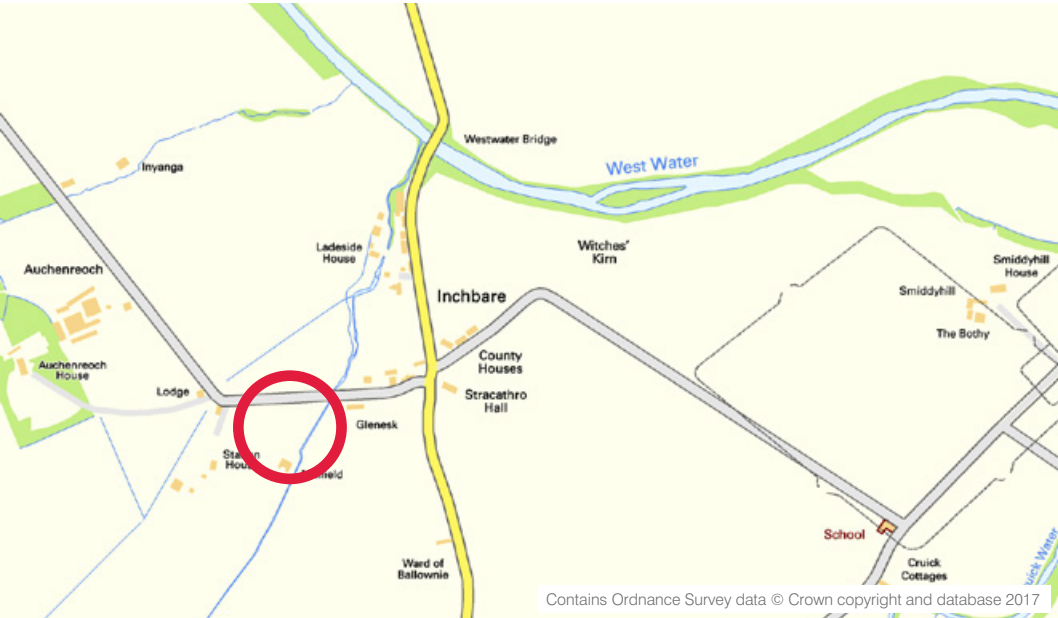 Westwater Bridge
West Water
Inyanga
Ladeside
House
Witches'
Kirn
Auchenreoch
Smiddyhill
House
Smiddyhill
Inchbare
The Bothy
Auchenreoch
House
County
Houses
Lodge
Stracathro
Hall
Glenesk
School
Ward of
Ballownie
Cruick
Cottages
Water
Contains Ordnance Survey data © Crown copyright and database 2017